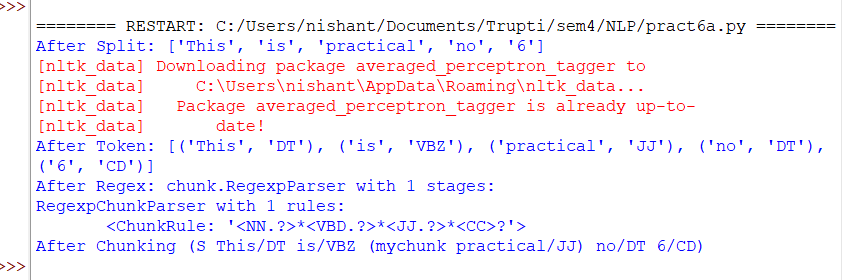 >>>
======== RESTART: C:/Users/nishant/Documents/Trupti/sem4/NLP/pract6a.py ========
After Split: ['This', 'is', 'practical', 'no', '6']
[nltk_data] Downloading package averaged_perceptron_tagger to
[nltk_data]     C:\Users\nishant\AppData\Roaming\nltk_data...
[nltk_data]   Package averaged_perceptron_tagger is already up-to-
[nltk_data]       date!
After Token: [('This', 'DT'), ('is', 'VBZ'), ('practical', 'JJ'), ('no', 'DT'),
('6', 'CD')]
After Regex: chunk.RegexpParser with 1 stages:
RegexpChunkParser with 1 rules:
       <ChunkRule: '<NN.?>*<VBD.?>*<JJ.?>*<CC>?'>
After Chunking (S This/DT is/VBZ (mychunk practical/JJ) no/DT 6/CD)
>>>